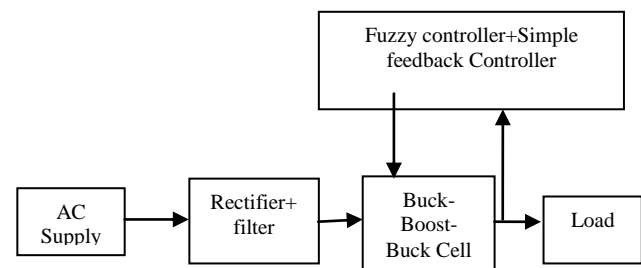 Fuzzy controller+Simple
feedback Controller
AC
Supply
Rectifier+
filter
Buck-
Boost-
Buck Cell
Load